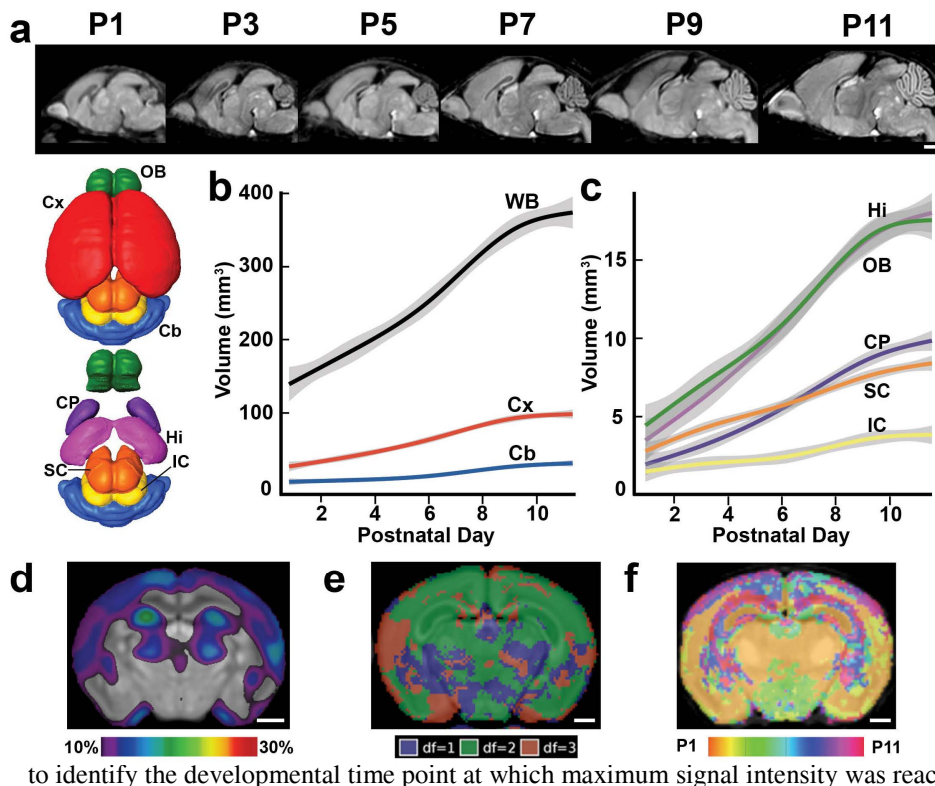 a P1 P3 P5 P7 P9 P11
OB
Cx
Cb
CP
Hi
SC
IC
b
Volume (mm³)
400
300
200
100
0
WB
Cx
Cb
2 4 6 8 10
Postnatal Day
c
Volume (mm³)
15
10
5
0
Hi
OB
CP
SC
IC
2 4 6 8 10
Postnatal Day
d
10% 30%
e
df=1 df=2 df=3
f
P1 P11
to identify the developmental time point at which maximum signal intensity was reac